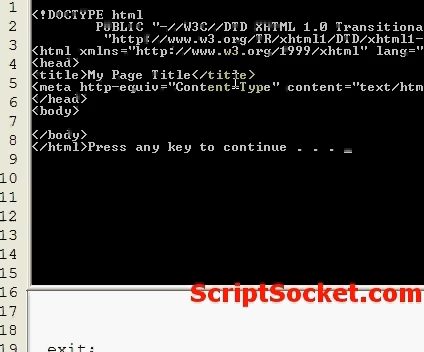 1
2
3
4
5
6
7
8
9
10
11
12
13
14
15
16
17
18
19
<!DOCTYPE html
PUBLIC "-//W3C//DTD XHTML 1.0 Transitiona
"http://www.w3.org/TR/xhtml1/DTD/xhtml1-
<html xmlns="http://www.w3.org/1999/xhtml" lang="
<head>
<title>My Page Title</title>
<meta http-equiv="Content-Type" content="text/htm
</head>
<body>
</body>
</html>Press any key to continue . . . _
ScriptSocket.com
exit;